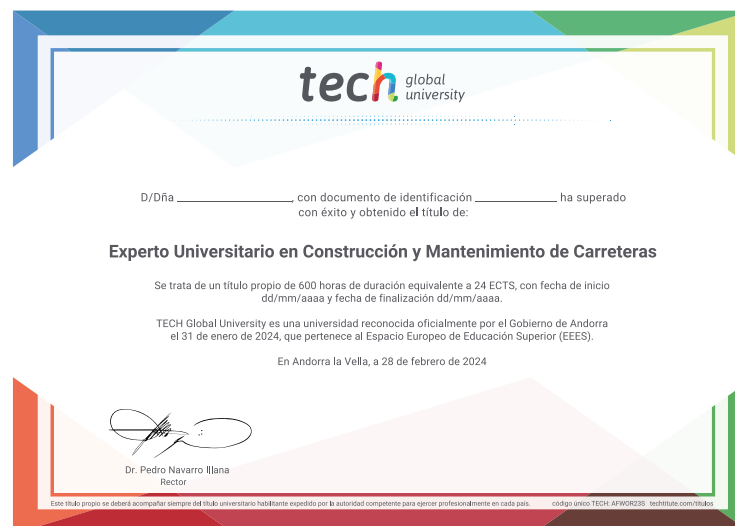 tech global university
D/Dña ____________, con documento de identificación ____________ ha superado
con éxito y obtenido el título de:
Experto Universitario en Construcción y Mantenimiento de Carreteras
Se trata de un título propio de 600 horas de duración equivalente a 24 ECTS, con fecha de inicio
dd/mm/aaaa y fecha de finalización dd/mm/aaaa.
TECH Global University es una universidad reconocida oficialmente por el Gobierno de Andorra
el 31 de enero de 2024, que pertenece al Espacio Europeo de Educación Superior (EEES).
En Andorra la Vella, a 28 de febrero de 2024
Dr. Pedro Navarro Illana
Rector
Este título propio se deberá acompañar siempre del título universitario habilitante expedido por la autoridad competente para ejercer profesionalmente en cada país. código único TECH: AFWOR23S techtitute.com/titulos